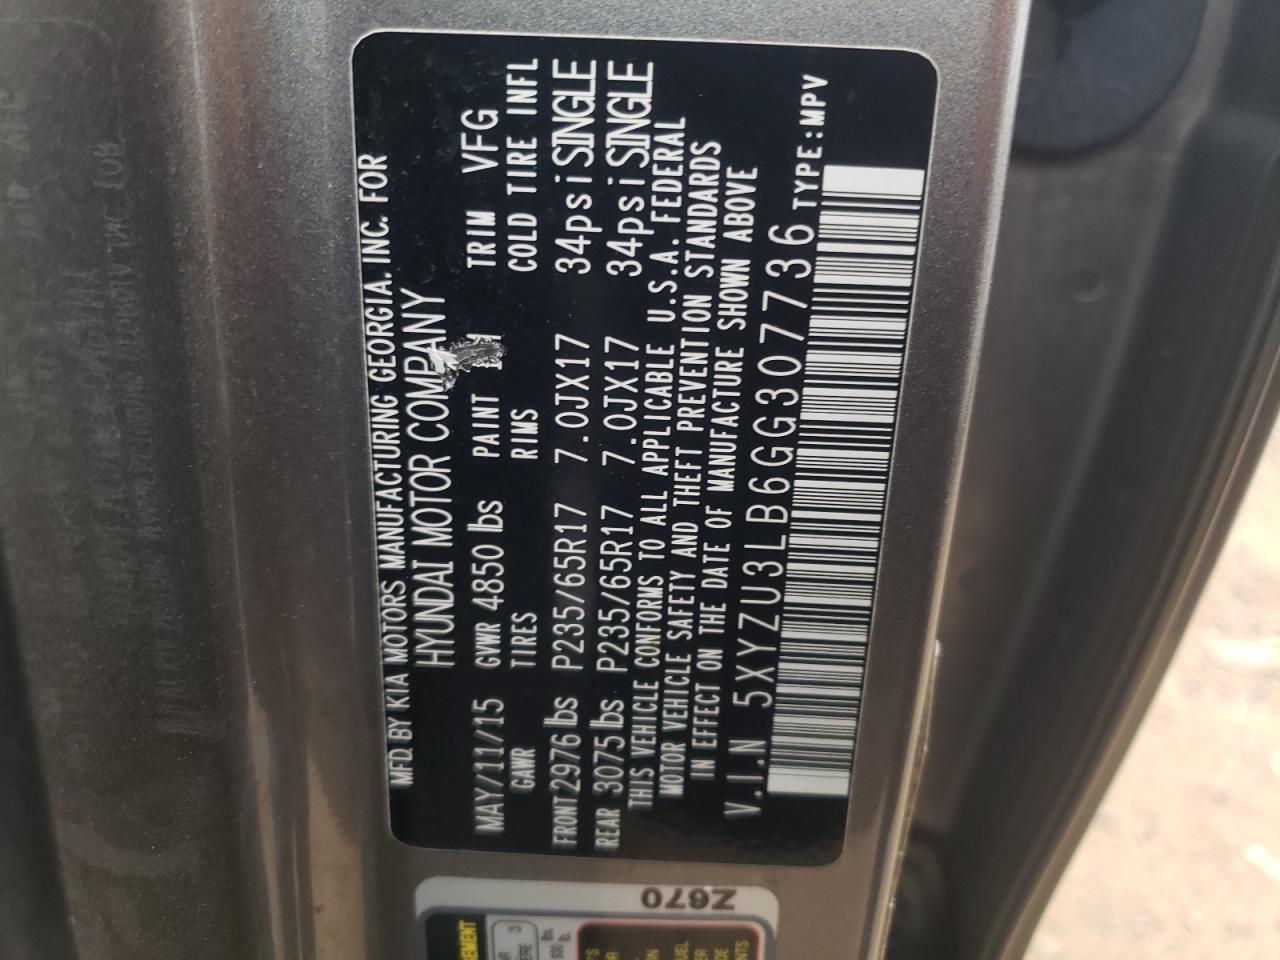 MFD BY KIA MOTORS MANUFACTURING GEORGIA. INC. FOR
HYUNDAI MOTOR COMPANY
MAY/11/15 GVWR 4850 lbs PAINT TRIM VFG
GAWR TIRES RIMS COLD TIRE INFL
FRONT 2976 lbs P235/65R17 7.0JX17 34psi SINGLE
REAR 3075 lbs P235/65R17 7.0JX17 34psi SINGLE
THIS VEHICLE CONFORMS TO ALL APPLICABLE U.S.A. FEDERAL
MOTOR VEHICLE SAFETY AND THEFT PREVENTION STANDARDS
IN EFFECT ON THE DATE OF MANUFACTURE SHOWN ABOVE
V.I.N 5XYZU3LB6GG307736 TYPE:MPV
Z670